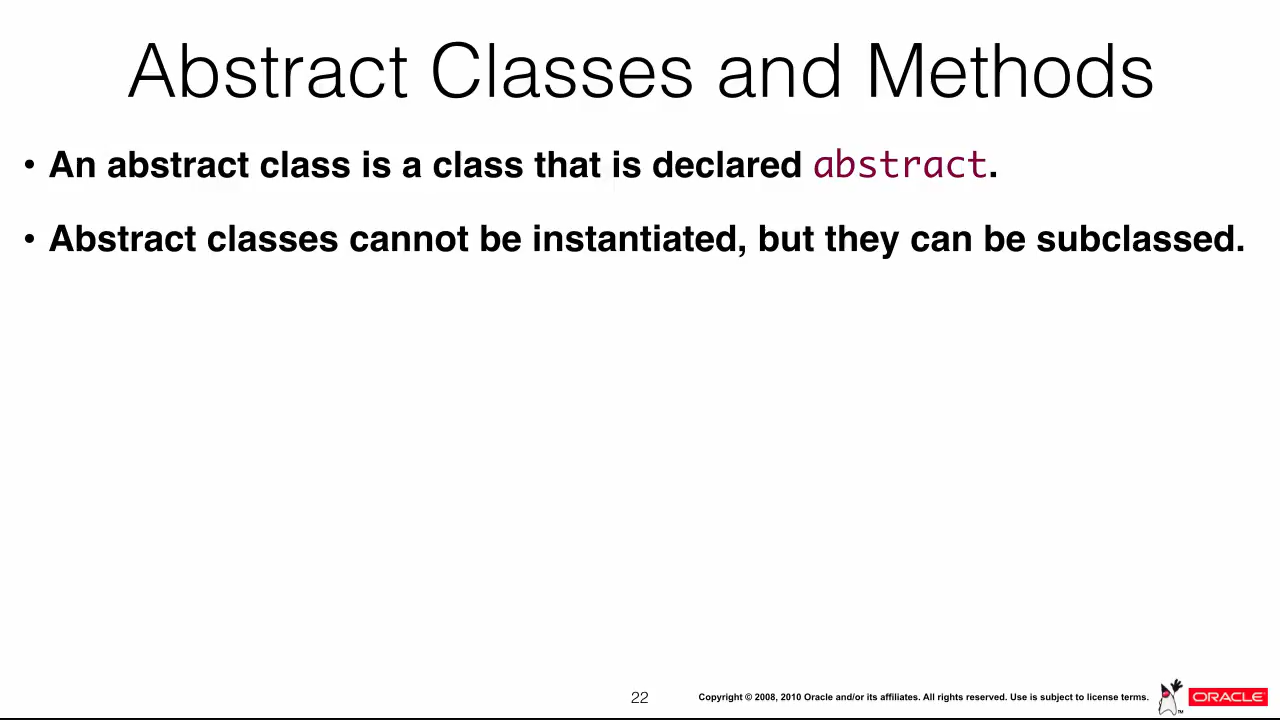 Abstract Classes and Methods
• An abstract class is a class that is declared abstract.
• Abstract classes cannot be instantiated, but they can be subclassed.
22 Copyright © 2008, 2010 Oracle and/or its affiliates. All rights reserved. Use is subject to license terms. ™ ORACLE